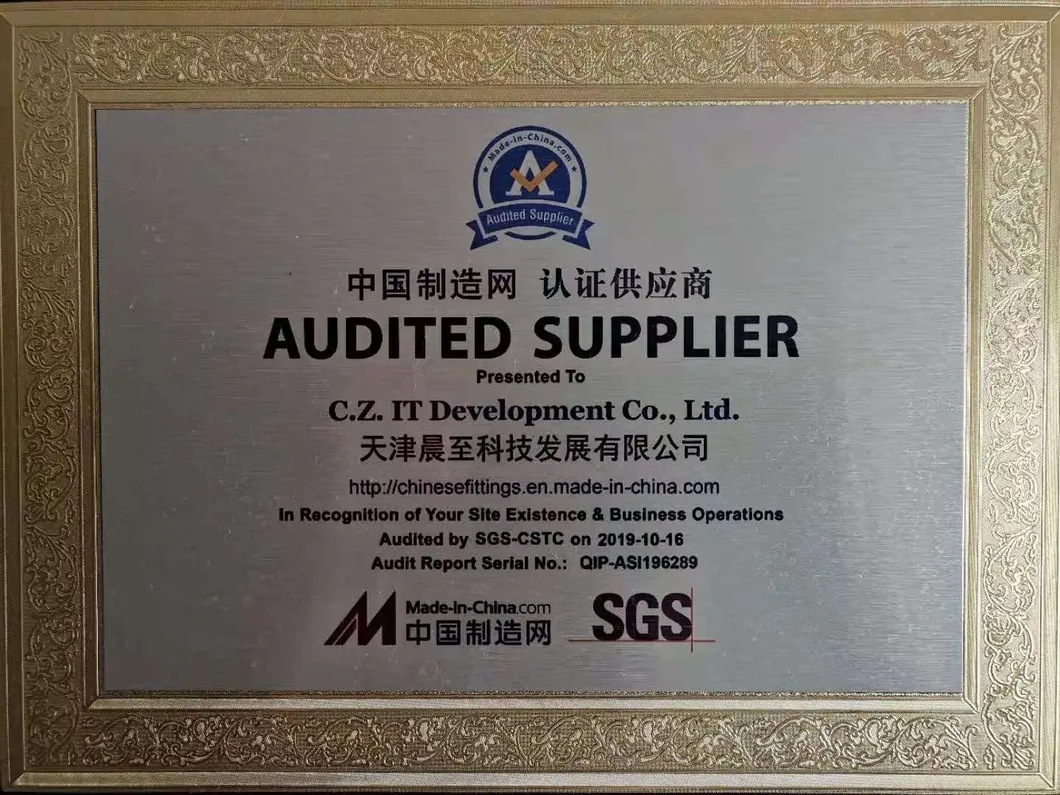 Made-in-China.com
A
Audited Supplier
中国制造网 认证供应商
AUDITED SUPPLIER
Presented To
C.Z. IT Development Co., Ltd.
天津晨至科技发展有限公司
http://chinesefittings.en.made-in-china.com
In Recognition of Your Site Existence & Business Operations
Audited by SGS-CSTC on 2019-10-16
Audit Report Serial No.: QIP-ASI196289
Made-in-China.com
中国制造网
SGS